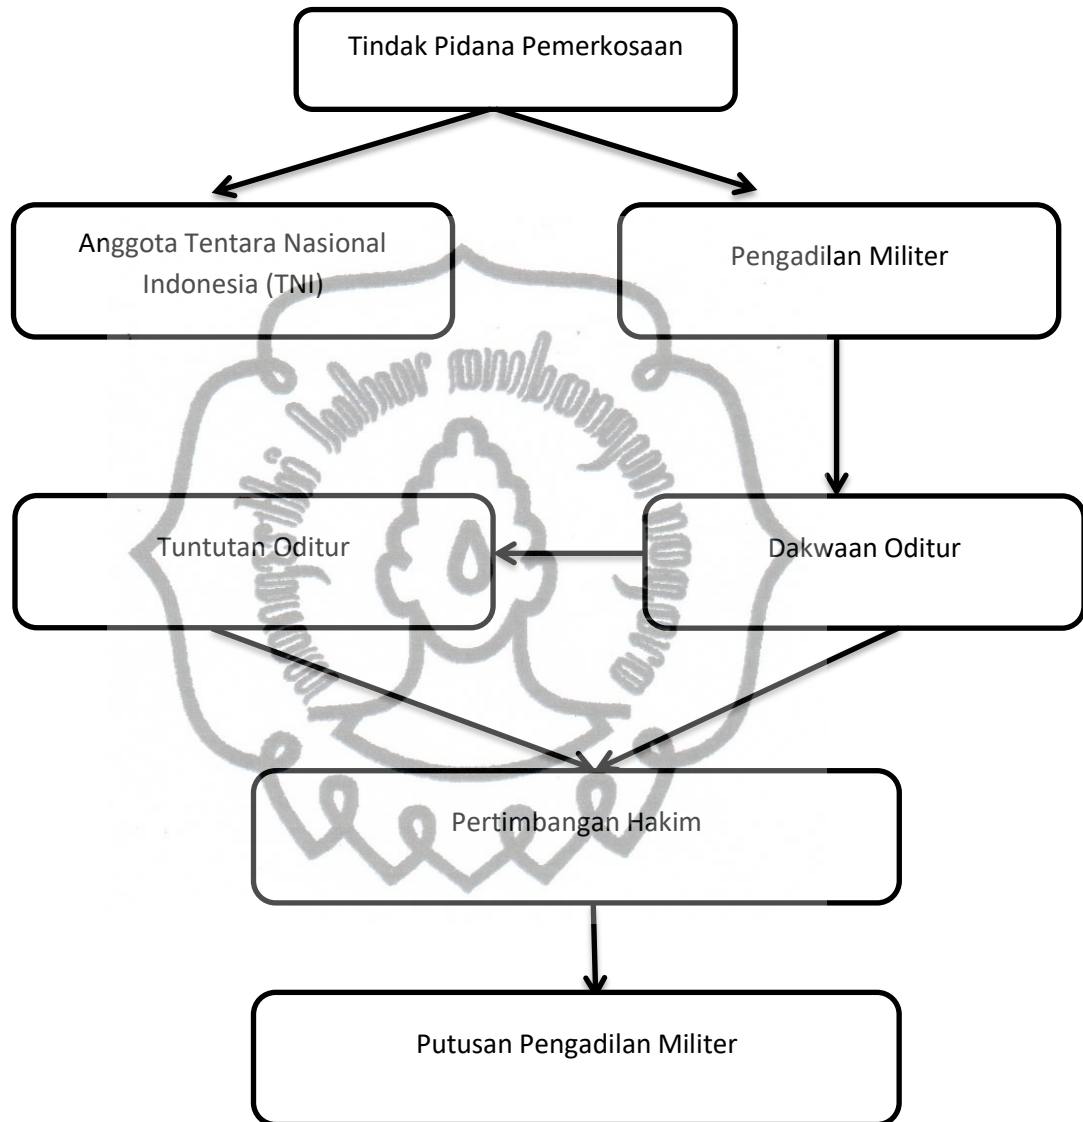 Tindak Pidana Pemerkosaan
Anggota Tentara Nasional
Indonesia (TNI)
Pengadilan Militer
Tuntutan Oditur
Dakwaan Oditur
Pertimbangan Hakim
Putusan Pengadilan Militer